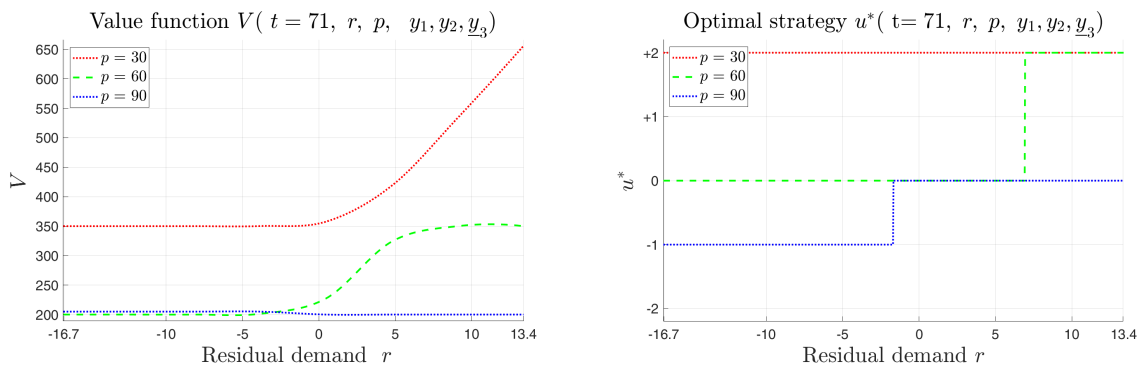 Value function V( t = 71, r, p, y₁, y₂, y̲₃)
650
600
550
500
450
400
350
300
250
200
V
p = 30
p = 60
p = 90
-16.7
-10
-5
0
5
10
13.4
Residual demand r
Optimal strategy u*( t= 71, r, p, y₁, y₂, y̲₃)
+2
+1
0
-1
-2
u*
p = 30
p = 60
p = 90
-16.7
-10
-5
0
5
10
13.4
Residual demand r